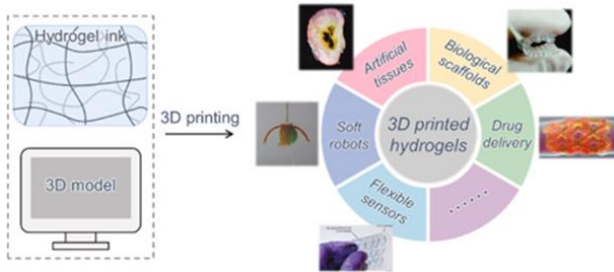 Hydrogel ink
3D model
3D printing
Artificial
tissues
Biological
scaffolds
Soft
robots
3D printed
hydrogels
Drug
delivery
Flexible
sensors
......